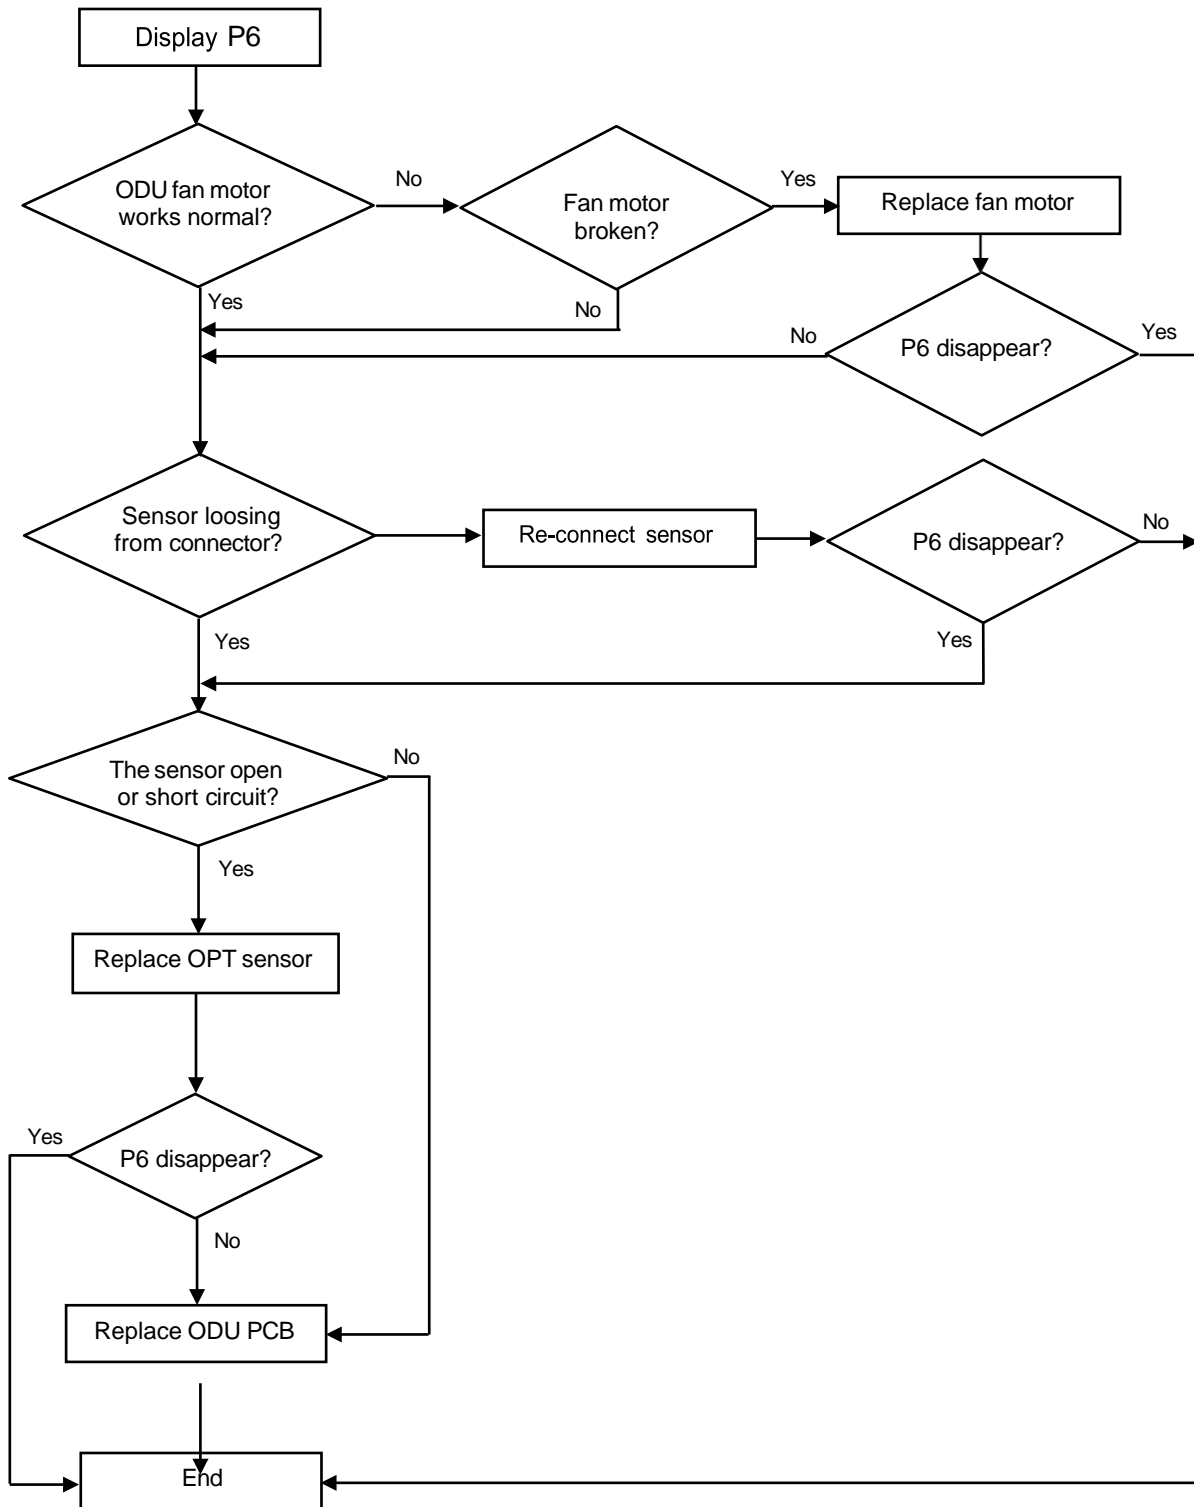 Display P6
ODU fan motor
works normal?
No
Fan motor
broken?
Yes
Replace fan motor
Yes
No
No
P6 disappear?
Yes
Sensor loosing
from connector?
Re-connect sensor
P6 disappear?
No
Yes
Yes
The sensor open
or short circuit?
No
Yes
Replace OPT sensor
Yes
P6 disappear?
No
Replace ODU PCB
End